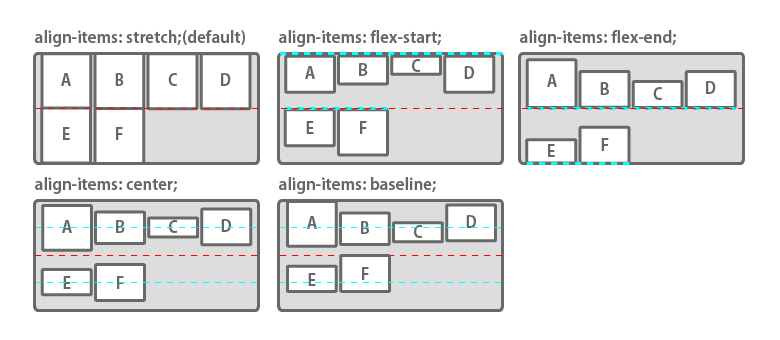 align-items: stretch;(default)
align-items: flex-start;
align-items: flex-end;
A B C D
E F
A B C D
E F
A B C D
E F
align-items: center;
align-items: baseline;
A B C D
E F
A B C D
E F